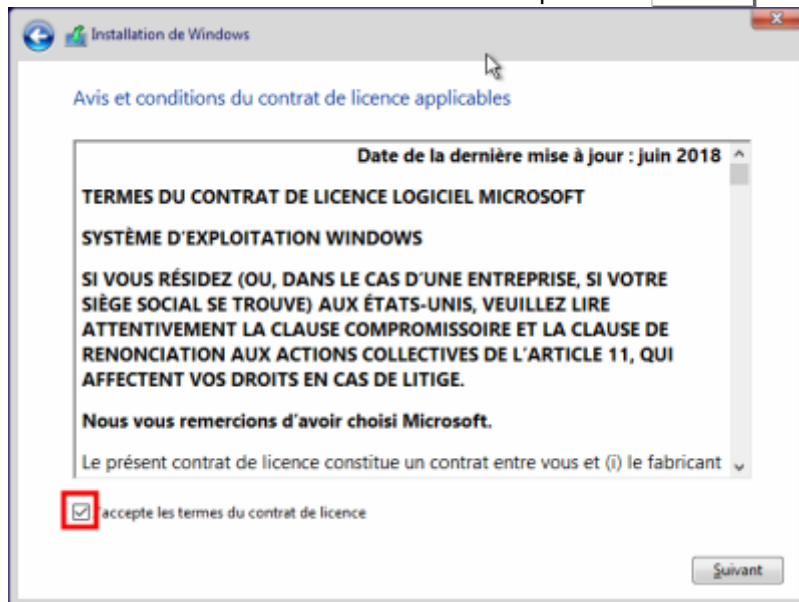 Installation de Windows
Avis et conditions du contrat de licence applicables
Date de la dernière mise à jour : juin 2018
TERMES DU CONTRAT DE LICENCE LOGICIEL MICROSOFT
SYSTÈME D'EXPLOITATION WINDOWS
SI VOUS RÉSIDEZ (OU, DANS LE CAS D'UNE ENTREPRISE, SI VOTRE
SIÈGE SOCIAL SE TROUVE) AUX ÉTATS-UNIS, VEUILLEZ LIRE
ATTENTIVEMENT LA CLAUSE COMPROMISSOIRE ET LA CLAUSE DE
RENONCIATION AUX ACTIONS COLLECTIVES DE L'ARTICLE 11, QUI
AFFECTENT VOS DROITS EN CAS DE LITIGE.
Nous vous remercions d'avoir choisi Microsoft.
Le présent contrat de licence constitue un contrat entre vous et (i) le fabricant
J'accepte les termes du contrat de licence
Suivant